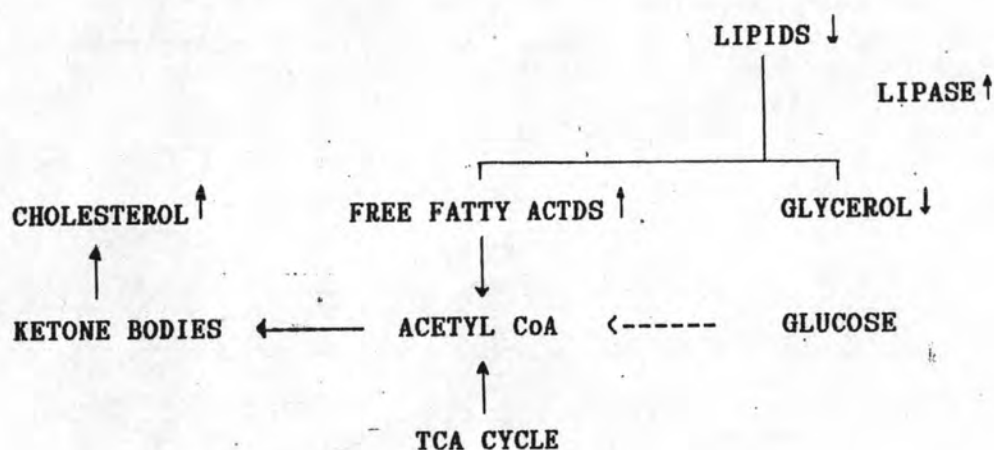 LIPIDS ↓
LIPASE ↑
CHOLESTEROL ↑ FREE FATTY ACTDS ↑ GLYCEROL ↓
KETONE BODIES ACETYL CoA GLUCOSE
TCA CYCLE